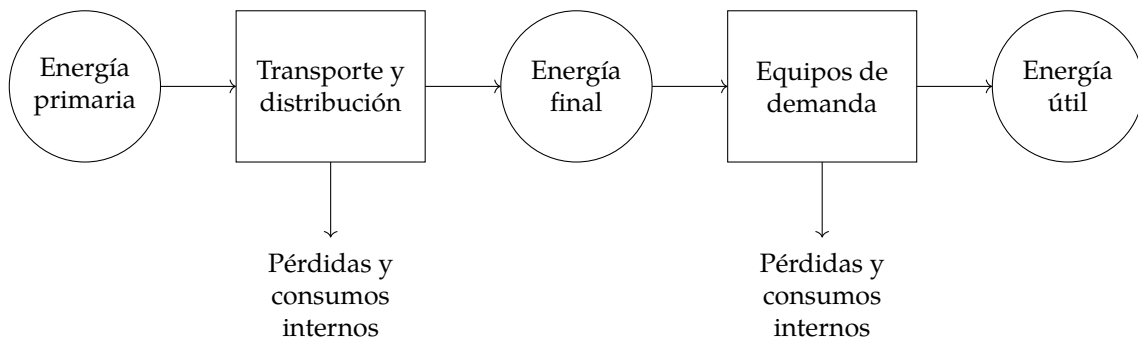 Energía
primaria
Transporte y
distribución
Energía
final
Equipos de
demanda
Energía
útil
Pérdidas y
consumos
internos
Pérdidas y
consumos
internos